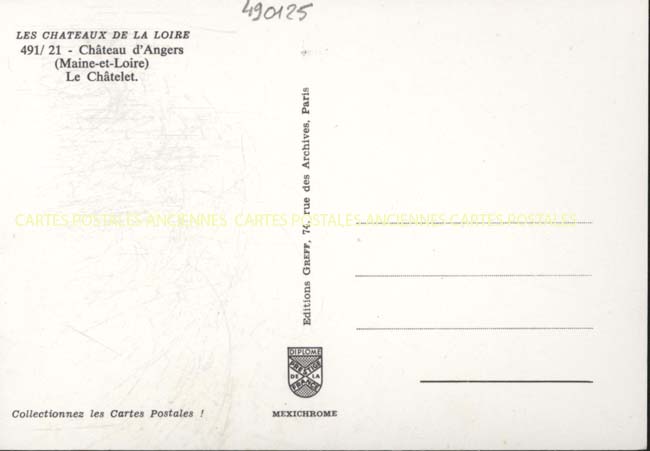 490125
LES CHATEAUX DE LA LOIRE
491/ 21 - Château d'Angers
(Maine-et-Loire)
Le Châtelet.
Editions GREFF, 74, rue des Archives, Paris
CARTES POSTALES ANCIENNES CARTES POSTALES ANCIENNES CARTES POSTALES
DIPLOME
PRESTIGE
DE LA
FRANCE
Collectionnez les Cartes Postales !
MEXICHROME